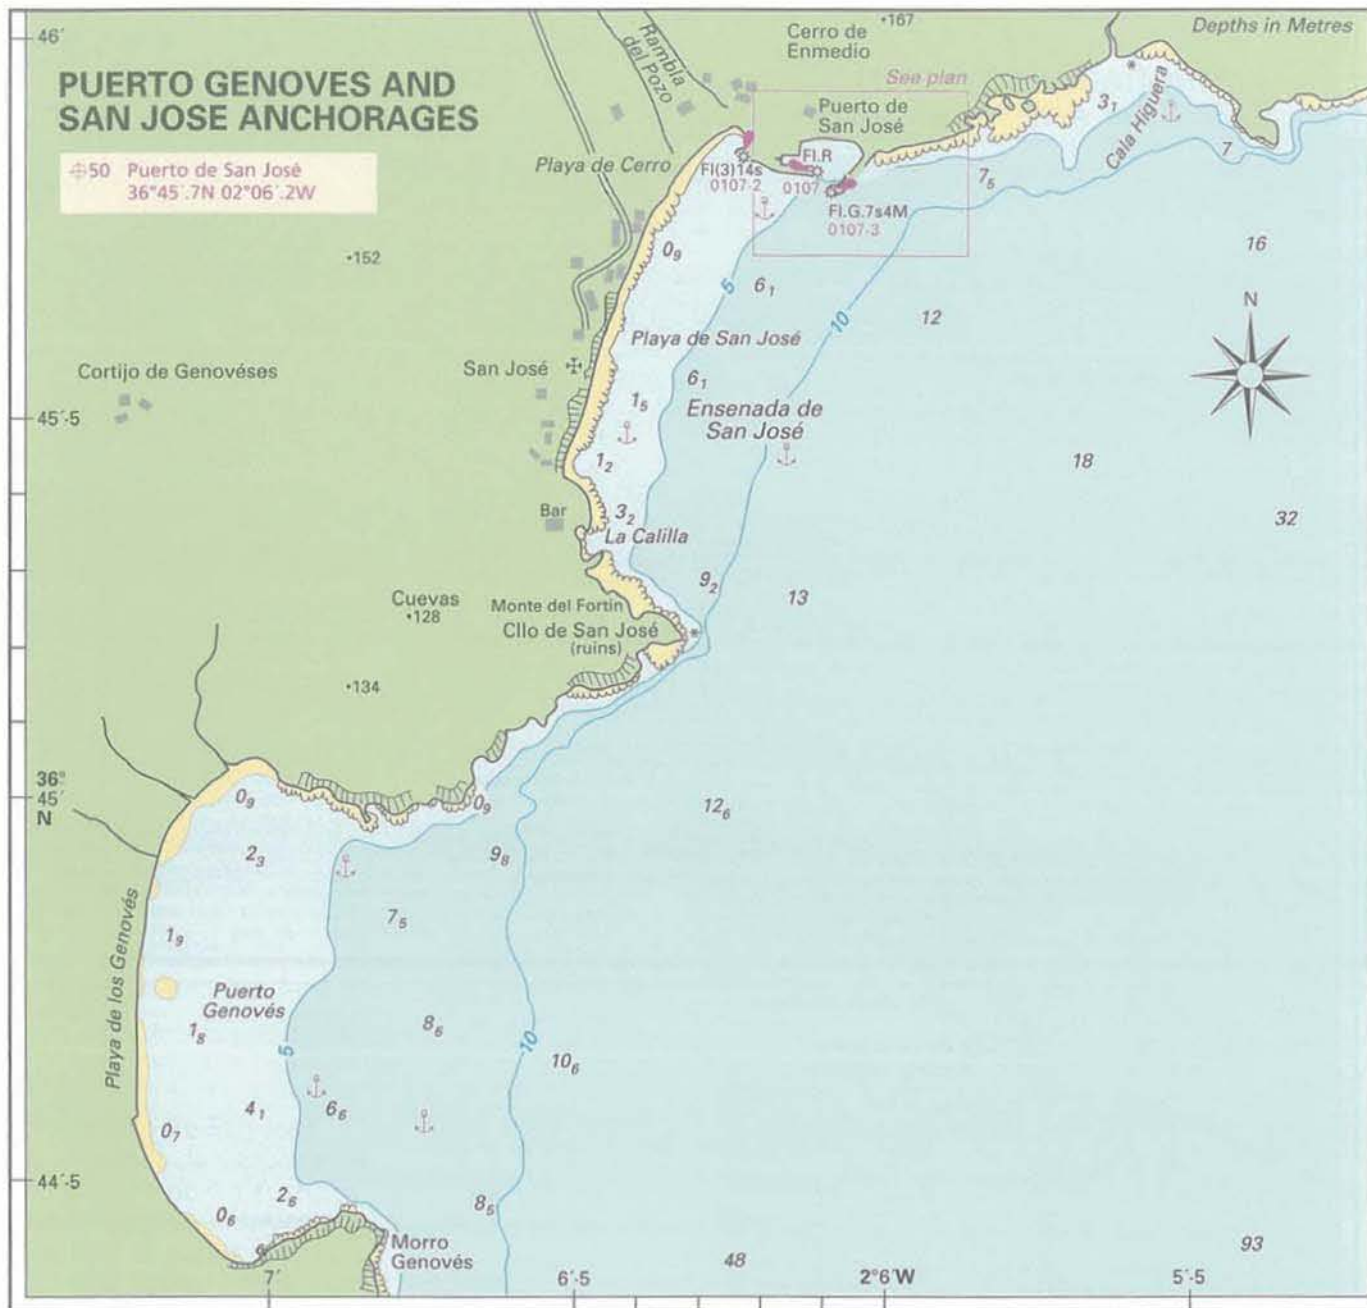 46´
PUERTO GENOVES AND
SAN JOSE ANCHORAGES
50 Puerto de San José
36°45´.7N 02°06´.2W
Rambla
del Pozo
Cerro de
Enmedio
167
Depths in Metres
See plan
Puerto de
San José
Playa de Cerro
Fl(3)14s
0107·2
Fl.R
0107
Fl.G.7s4M
0107·3
3₁
Cala Higuera
7
7₅
152
0₉
16
5
6₁
10
12
N
Playa de San José
San José
6₁
Cortijo de Genovéses
1₅
Ensenada de
San José
45´·5
1₂
18
Bar
3₂
32
La Calilla
9₂
13
Cuevas
128
Monte del Fortin
Cllo de San José
(ruins)
134
36°
45´
N
0₉
0₉
12₆
2₃
9₈
Playa de los Genovés
7₅
1₉
Puerto
Genovés
1₈
8₆
5
10
10₆
4₁
6₆
0₇
44´·5
2₆
8₅
0₆
6
Morro
Genovés
48
93
7´
6´·5
2°6´W
5´·5